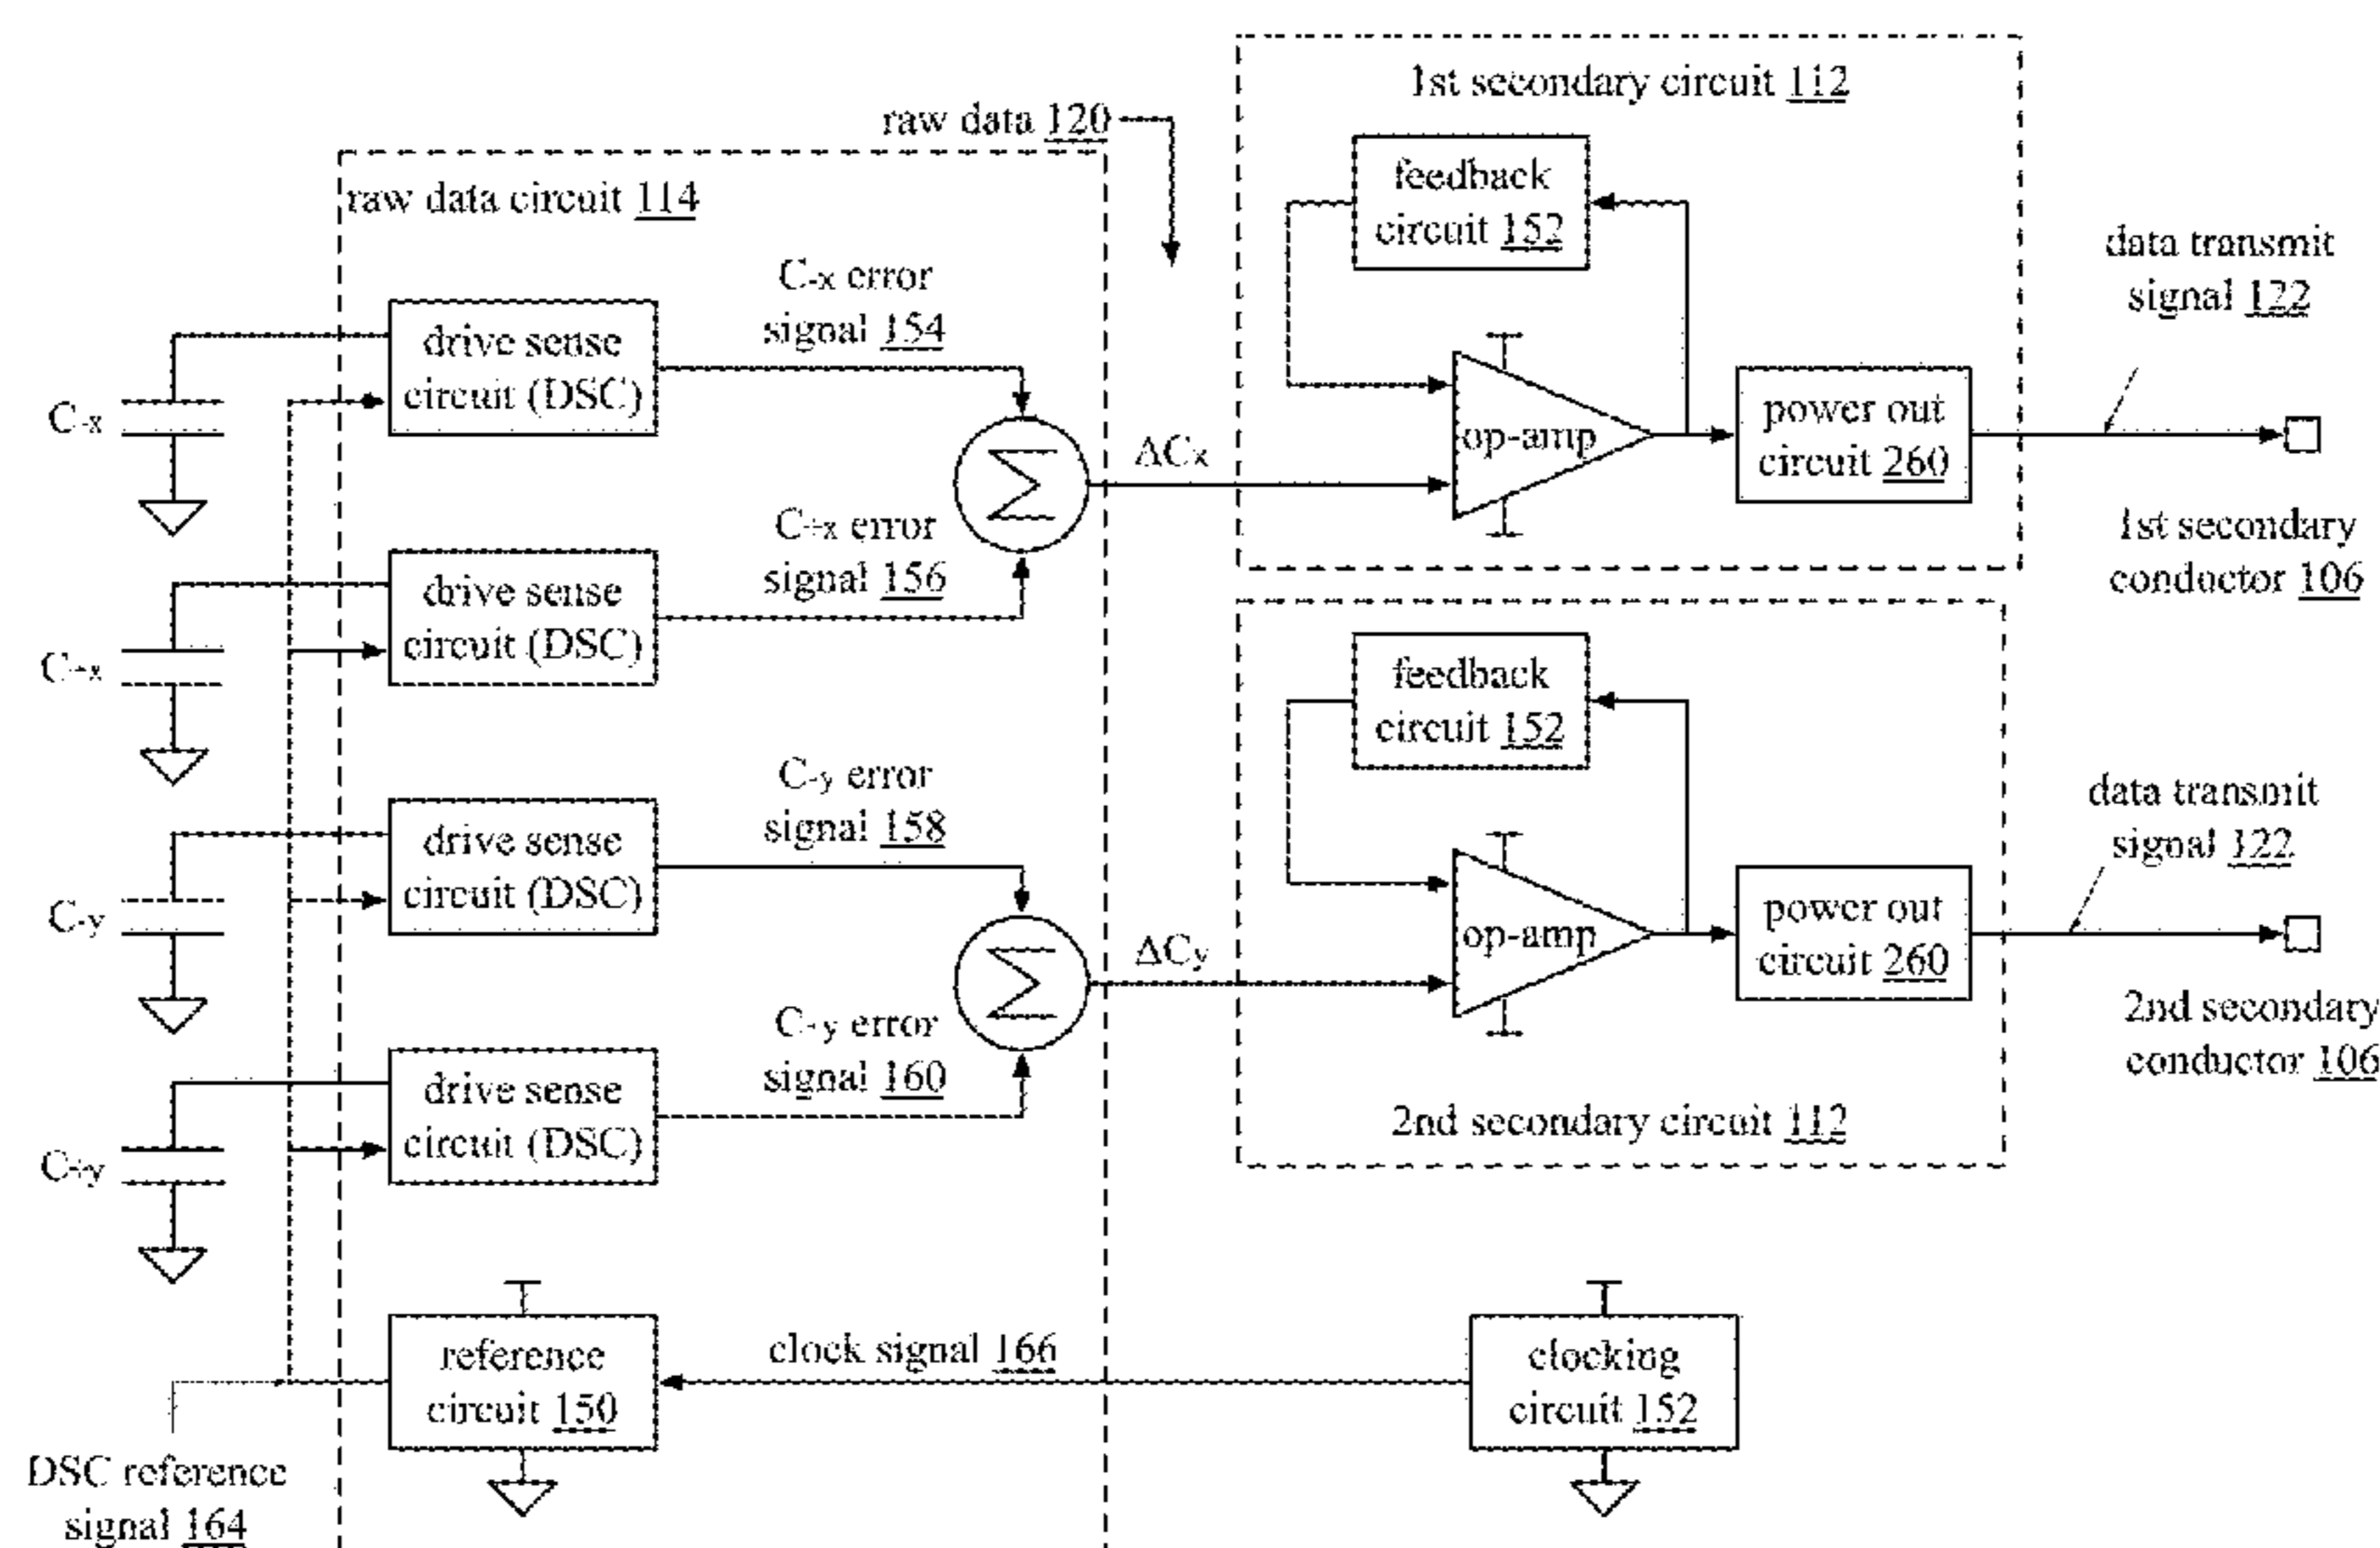 1st secondary circuit 112
raw data 120
feedback
circuit 152
raw data circuit 114
data transmit
signal 122
C-x error
signal 154
drive sense
circuit (DSC)
C-x
op-amp
power out
circuit 260
ΔCx
C+x error
signal 156
1st secondary
conductor 106
drive sense
circuit (DSC)
C+x
feedback
circuit 152
C-y error
signal 158
data transmit
signal 122
drive sense
circuit (DSC)
C-y
op-amp
power out
circuit 260
ΔCy
C+y error
signal 160
2nd secondary
conductor 106
drive sense
circuit (DSC)
2nd secondary circuit 112
C+y
reference
circuit 150
clock signal 166
clocking
circuit 152
DSC reference
signal 164